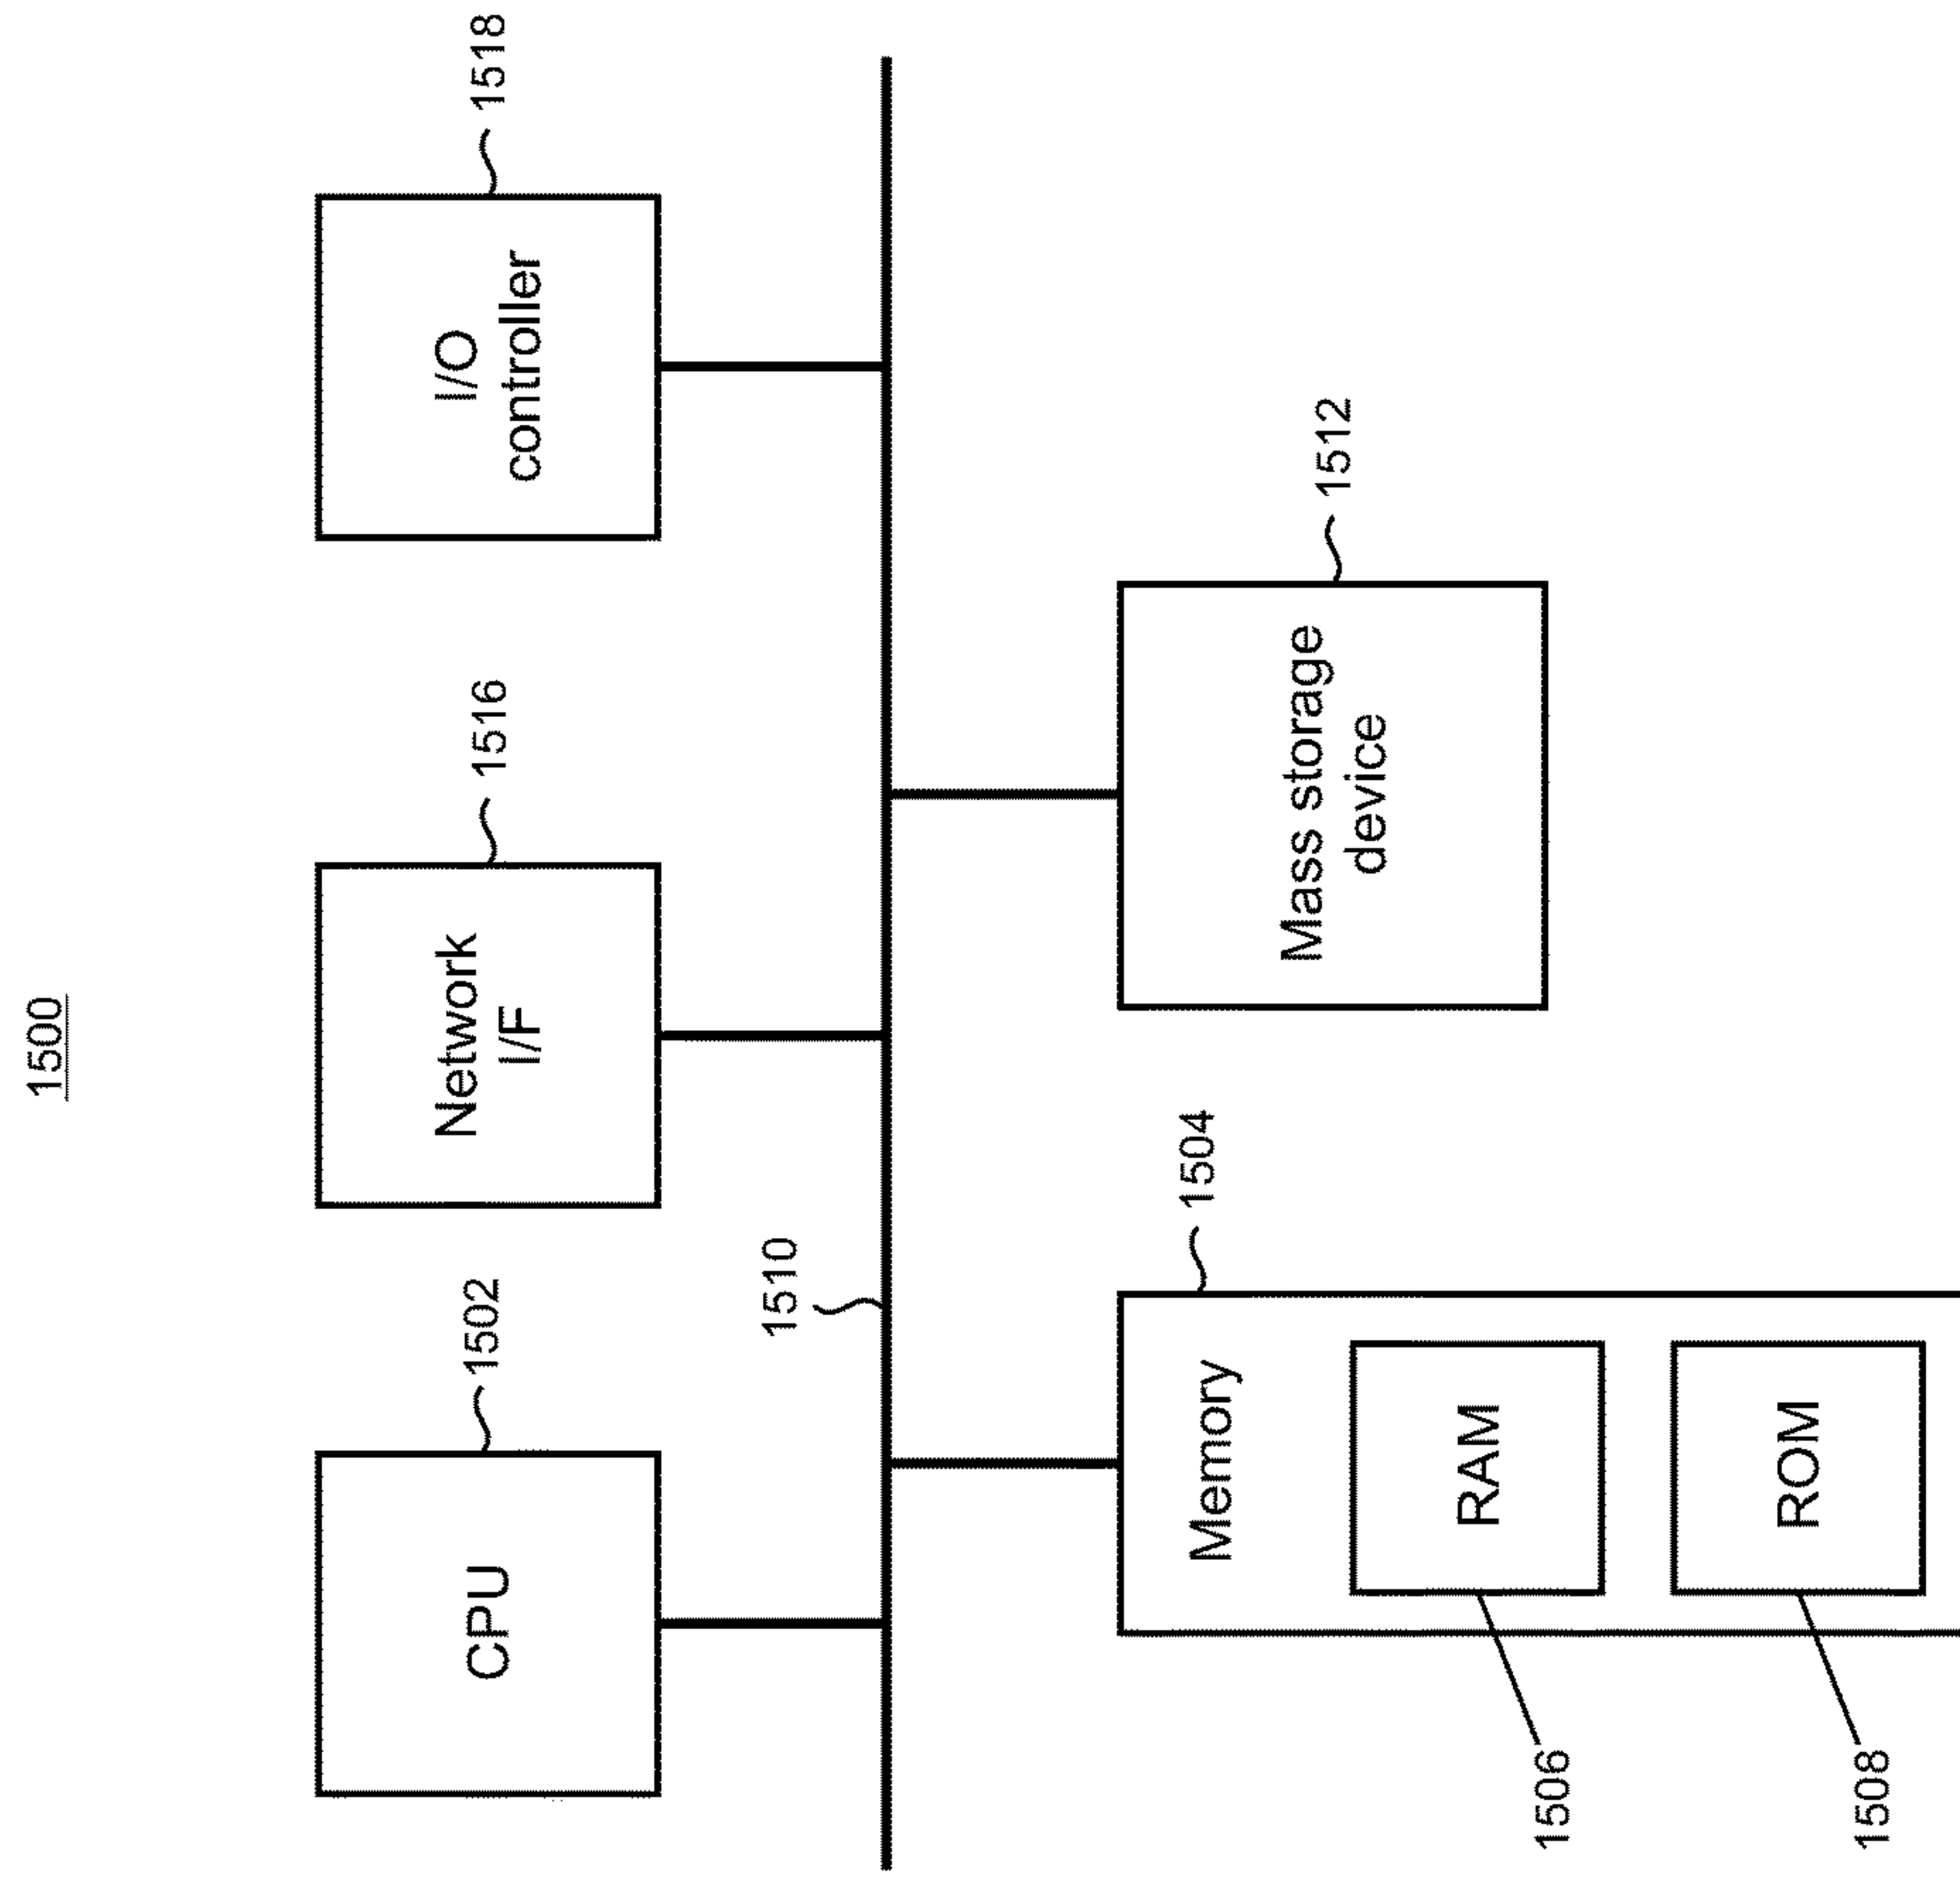 1500
1502
CPU
1516
Network
I/F
1518
I/O
controller
1510
1504
Memory
RAM
ROM
1506
1508
1512
Mass storage
device